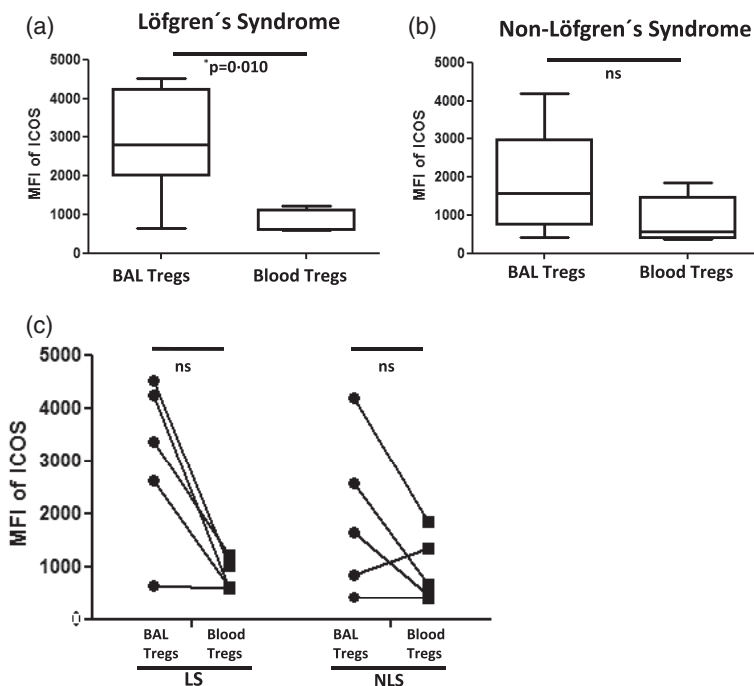 (a)
Löfgren´s Syndrome
*p=0·010
MFI of ICOS
5000
4000
3000
2000
1000
0
BAL Tregs
Blood Tregs
(b)
Non-Löfgren´s Syndrome
ns
MFI of ICOS
5000
4000
3000
2000
1000
0
BAL Tregs
Blood Tregs
(c)
ns
ns
MFI of ICOS
5000
4000
3000
2000
1000
0
BAL
Tregs
Blood
Tregs
LS
BAL
Tregs
Blood
Tregs
NLS